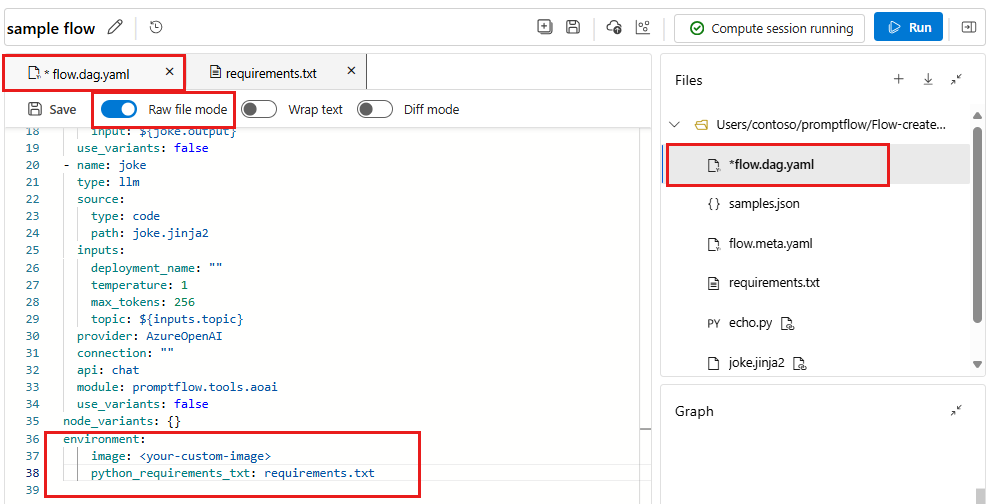 sample flow
Compute session running
Run
* flow.dag.yaml
requirements.txt
Save
Raw file mode
Wrap text
Diff mode
18 input: ${joke.output}
19 use_variants: false
20 - name: joke
21 type: llm
22 source:
23 type: code
24 path: joke.jinja2
25 inputs:
26 deployment_name: ""
27 temperature: 1
28 max_tokens: 256
29 topic: ${inputs.topic}
30 provider: AzureOpenAI
31 connection: ""
32 api: chat
33 module: promptflow.tools.aoai
34 use_variants: false
35 node_variants: {}
36 environment:
37 image: <your-custom-image>
38 python_requirements_txt: requirements.txt
39
Files
Users/contoso/promptflow/Flow-create...
*flow.dag.yaml
{} samples.json
flow.meta.yaml
requirements.txt
PY echo.py
joke.jinja2
Graph